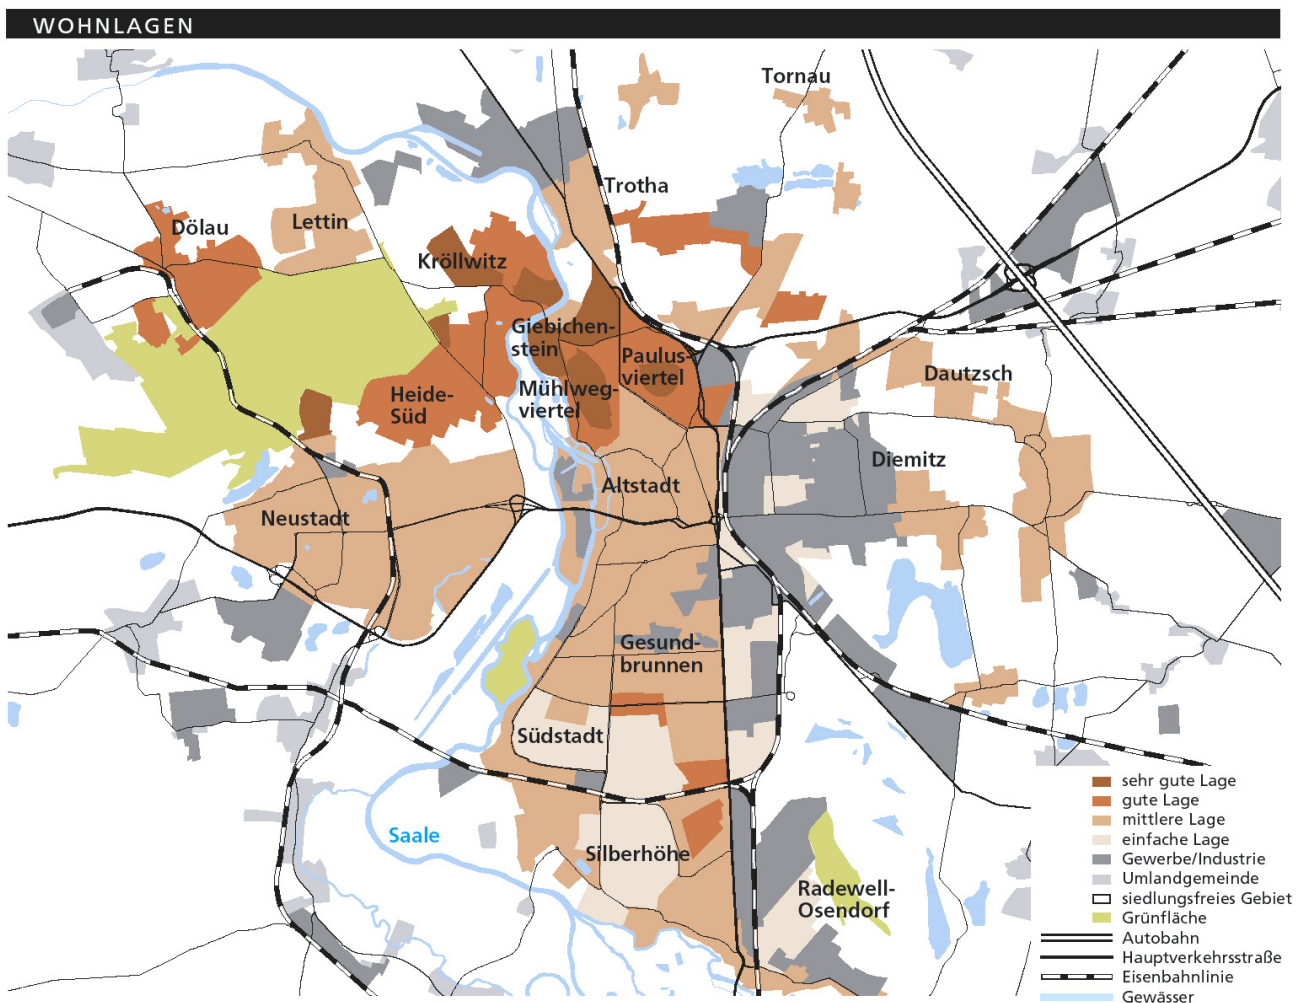 WOHNLAGEN
Tornau
Trotha
Dölau
Lettin
Kröllwitz
Giebichen-
stein
Paulus-
viertel
Mühlweg-
viertel
Heide-
Süd
Dautzsch
Diemitz
Altstadt
Neustadt
Gesund-
brunnen
Südstadt
Saale
Silberhöhe
Radewell-
Osendorf
sehr gute Lage
gute Lage
mittlere Lage
einfache Lage
Gewerbe/Industrie
Umlandgemeinde
siedlungsfreies Gebiet
Grünfläche
Autobahn
Hauptverkehrsstraße
Eisenbahnlinie
Gewässer